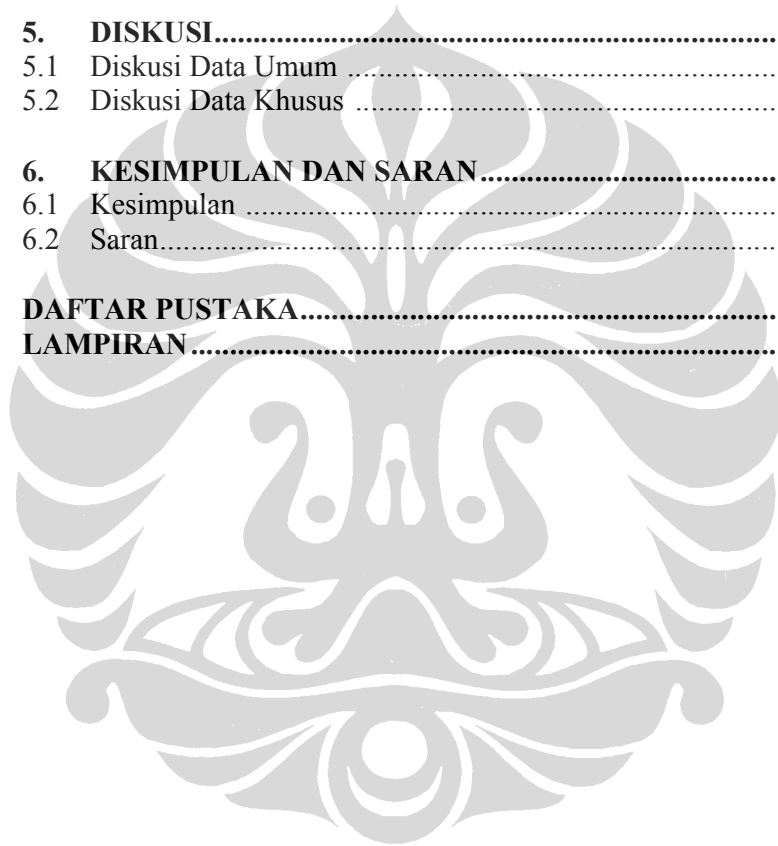 5. DISKUSI..........................................................................
5.1 Diskusi Data Umum .......................................................
5.2 Diskusi Data Khusus ......................................................
6. KESIMPULAN DAN SARAN......................................
6.1 Kesimpulan ....................................................................
6.2 Saran...............................................................................
DAFTAR PUSTAKA.............................................................
LAMPIRAN...........................................................................